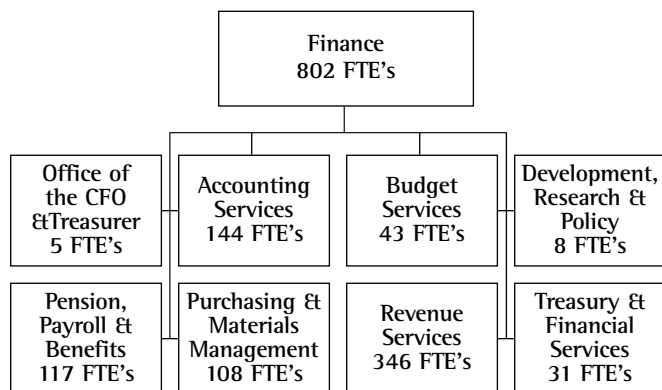 Finance
802 FTE's
Office of
the CFO
&Treasurer
5 FTE's
Accounting
Services
144 FTE's
Budget
Services
43 FTE's
Development,
Research &
Policy
8 FTE's
Pension,
Payroll &
Benefits
117 FTE's
Purchasing &
Materials
Management
108 FTE's
Revenue
Services
346 FTE's
Treasury &
Financial
Services
31 FTE's